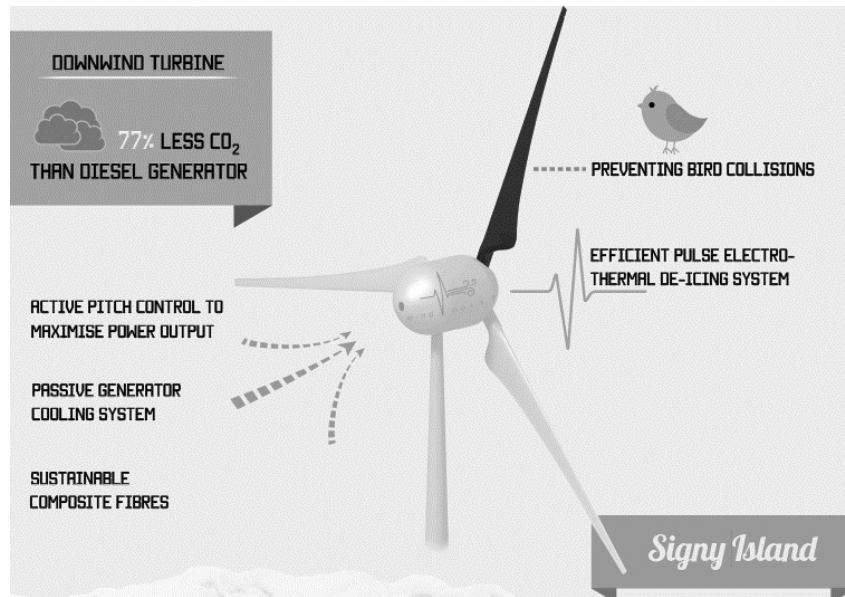 DOWNWIND TURBINE
77% LESS CO₂
THAN DIESEL GENERATOR
PREVENTING BIRD COLLISIONS
EFFICIENT PULSE ELECTRO-
THERMAL DE-ICING SYSTEM
ACTIVE PITCH CONTROL TO
MAXIMISE POWER OUTPUT
PASSIVE GENERATOR
COOLING SYSTEM
SUSTAINABLE
COMPOSITE FIBRES
Signy Island